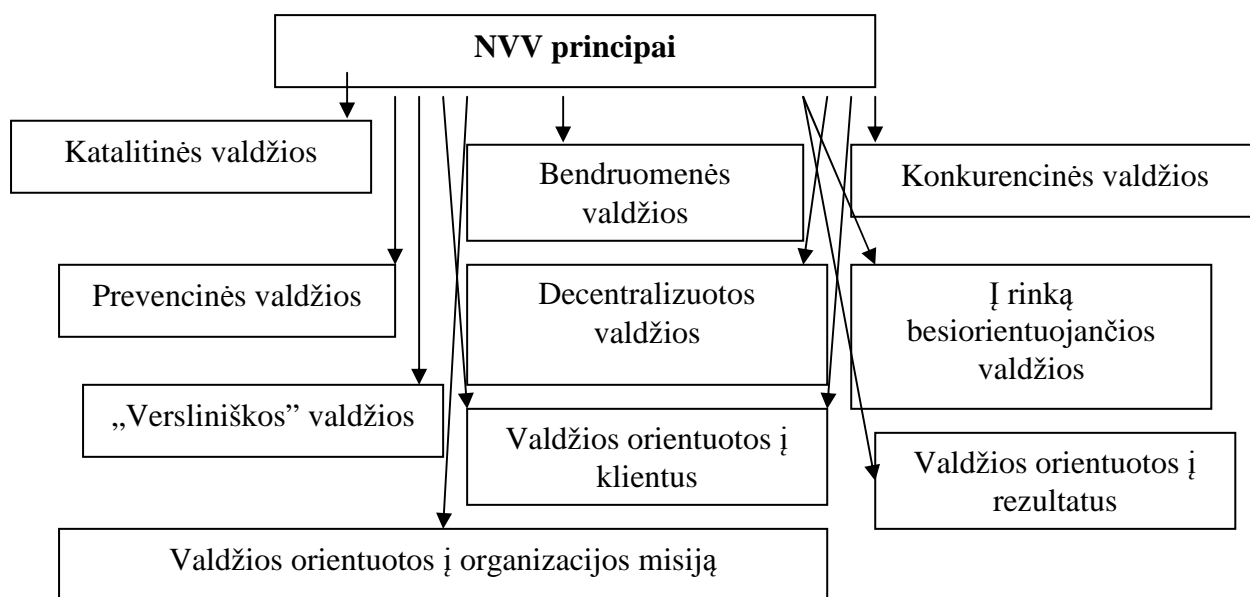 NVV principai
Katalitinės valdžios
Bendruomenės
valdžios
Konkurencinės valdžios
Prevencinės valdžios
Decentralizuotos
valdžios
Į rinką
besiorientuojančios
valdžios
„Versliniškos” valdžios
Valdžios orientuotos į
klientus
Valdžios orientuotos į
rezultatus
Valdžios orientuotos į organizacijos misiją